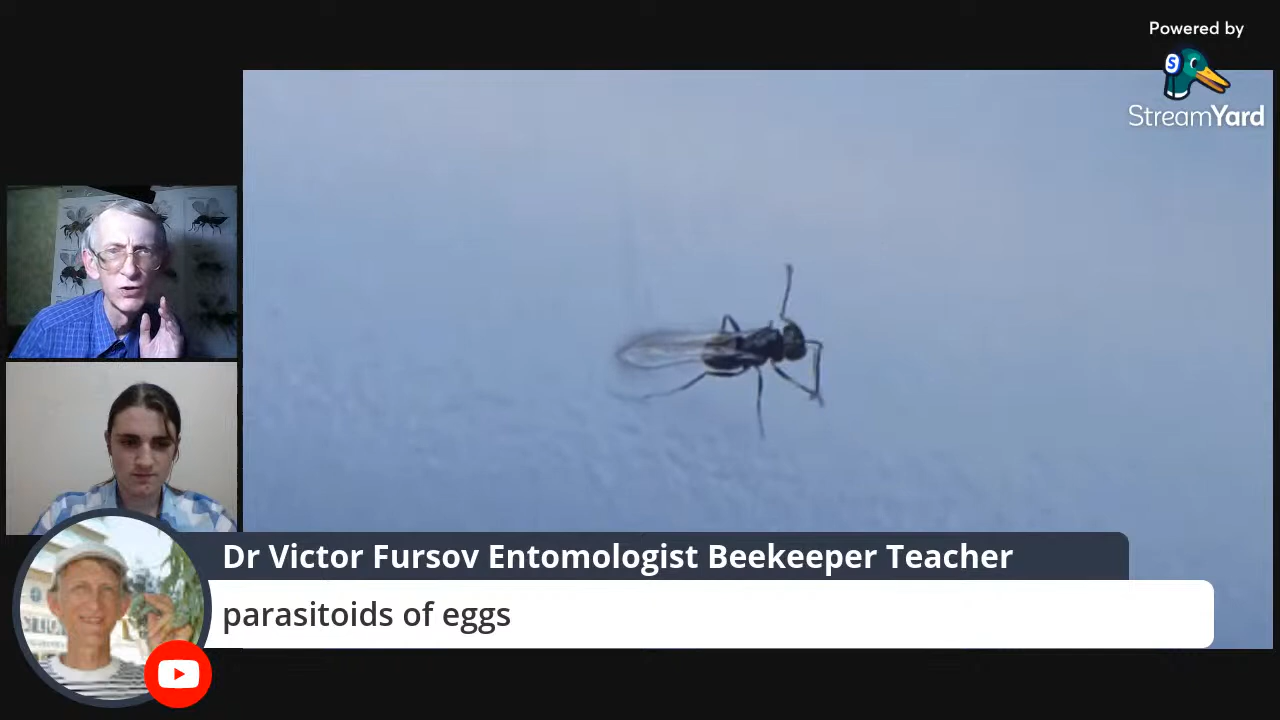 Powered by
StreamYard
Dr Victor Fursov Entomologist Beekeeper Teacher
parasitoids of eggs